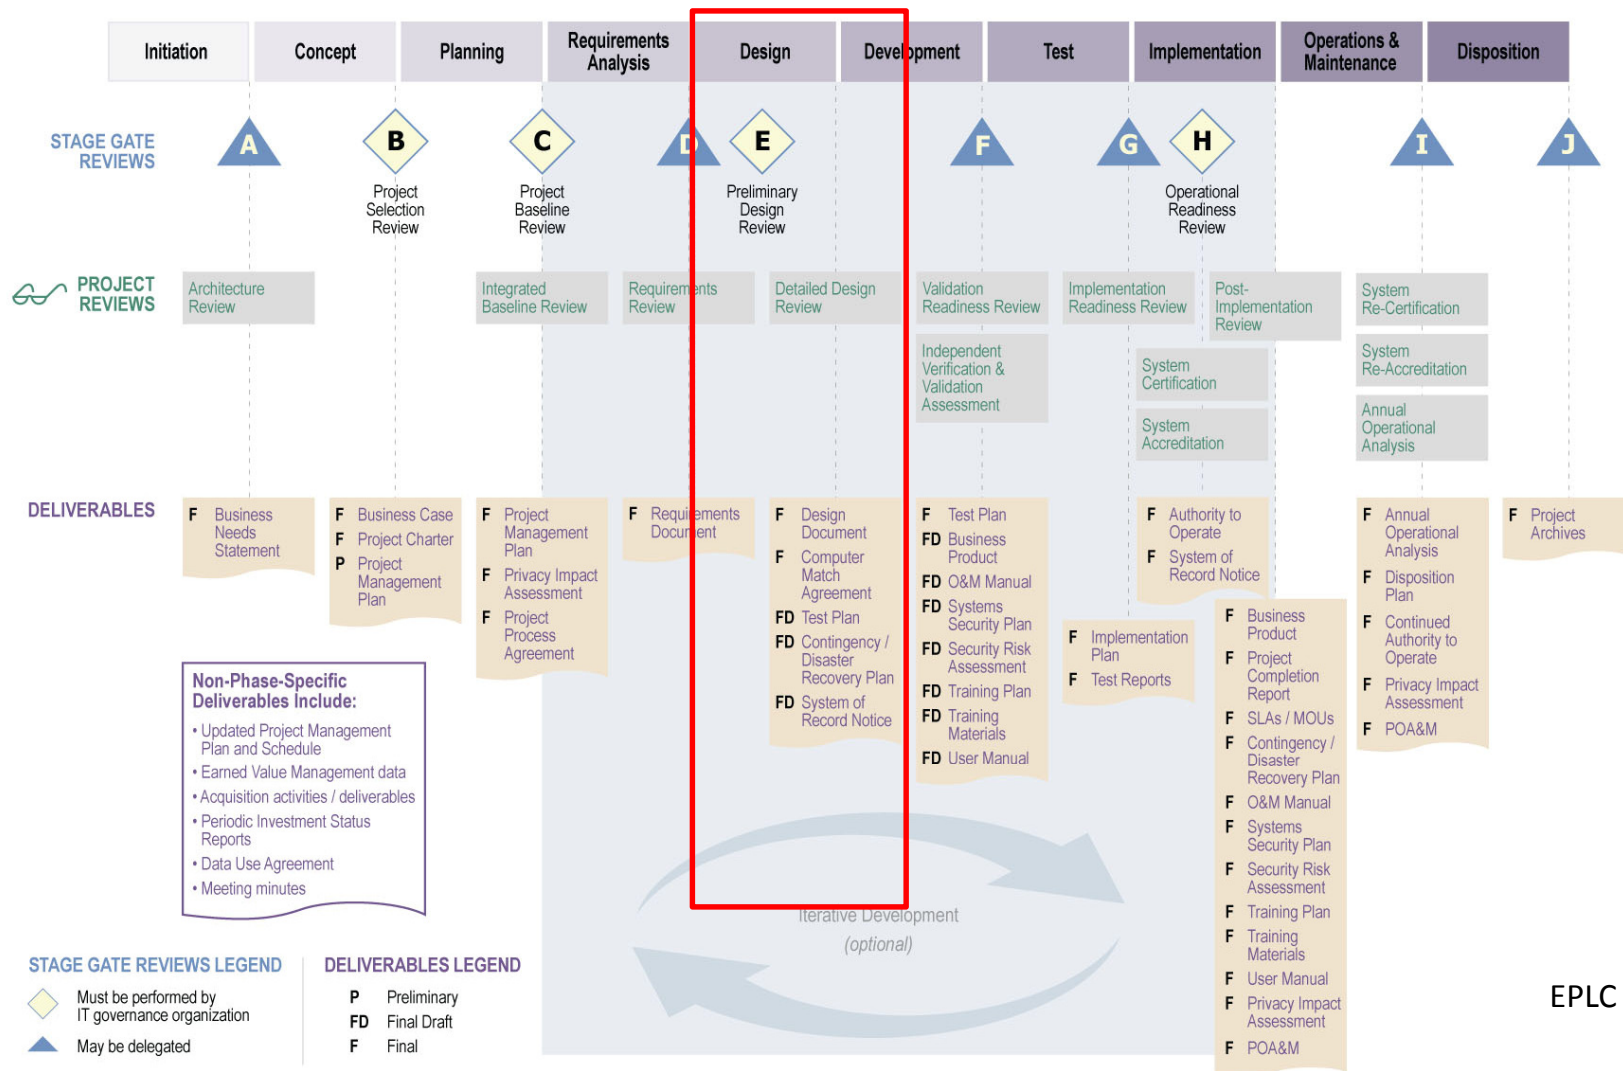 Initiation
Concept
Planning
Requirements
Analysis
Design
Development
Test
Implementation
Operations &
Maintenance
Disposition
STAGE GATE
REVIEWS
A
B
C
D
E
F
G
H
I
J
Project
Selection
Review
Project
Baseline
Review
Preliminary
Design
Review
Operational
Readiness
Review
PROJECT
REVIEWS
Architecture
Review
Integrated
Baseline Review
Requirements
Review
Detailed Design
Review
Validation
Readiness Review
Independent
Verification &
Validation
Assessment
Implementation
Readiness Review
Post-
Implementation
Review
System
Certification
System
Accreditation
System
Re-Certification
System
Re-Accreditation
Annual
Operational
Analysis
DELIVERABLES
F Business
Needs
Statement
F Business Case
F Project Charter
P Project
Management
Plan
F Project
Management
Plan
F Privacy Impact
Assessment
F Project
Process
Agreement
F Requirements
Document
F Design
Document
F Computer
Match
Agreement
FD Test Plan
FD Contingency /
Disaster
Recovery Plan
FD System of
Record Notice
F Test Plan
FD Business
Product
FD O&M Manual
FD Systems
Security Plan
FD Security Risk
Assessment
FD Training Plan
FD Training
Materials
FD User Manual
F Implementation
Plan
F Test Reports
F Authority to
Operate
F System of
Record Notice
F Business
Product
F Project
Completion
Report
F SLAs / MOUs
F Contingency /
Disaster
Recovery Plan
F O&M Manual
F Systems
Security Plan
F Security Risk
Assessment
F Training Plan
F Training
Materials
F User Manual
F Privacy Impact
Assessment
F POA&M
F Annual
Operational
Analysis
F Disposition
Plan
F Continued
Authority to
Operate
F Privacy Impact
Assessment
F POA&M
F Project
Archives
Non-Phase-Specific
Deliverables Include:
• Updated Project Management
Plan and Schedule
• Earned Value Management data
• Acquisition activities / deliverables
• Periodic Investment Status
Reports
• Data Use Agreement
• Meeting minutes
Iterative Development
(optional)
STAGE GATE REVIEWS LEGEND
Must be performed by
IT governance organization
May be delegated
DELIVERABLES LEGEND
P Preliminary
FD Final Draft
F Final
EPLC